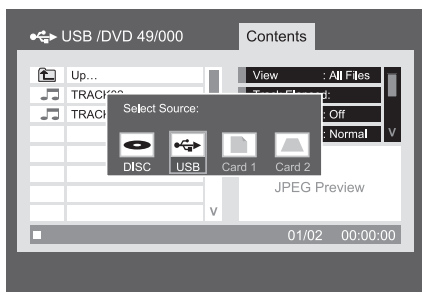 USB /DVD 49/000 Contents
Up... View : All Files
: Off
: Normal V
Select Source:
DISC USB Card 1 Card 2
JPEG Preview
V
01/02 00:00:00